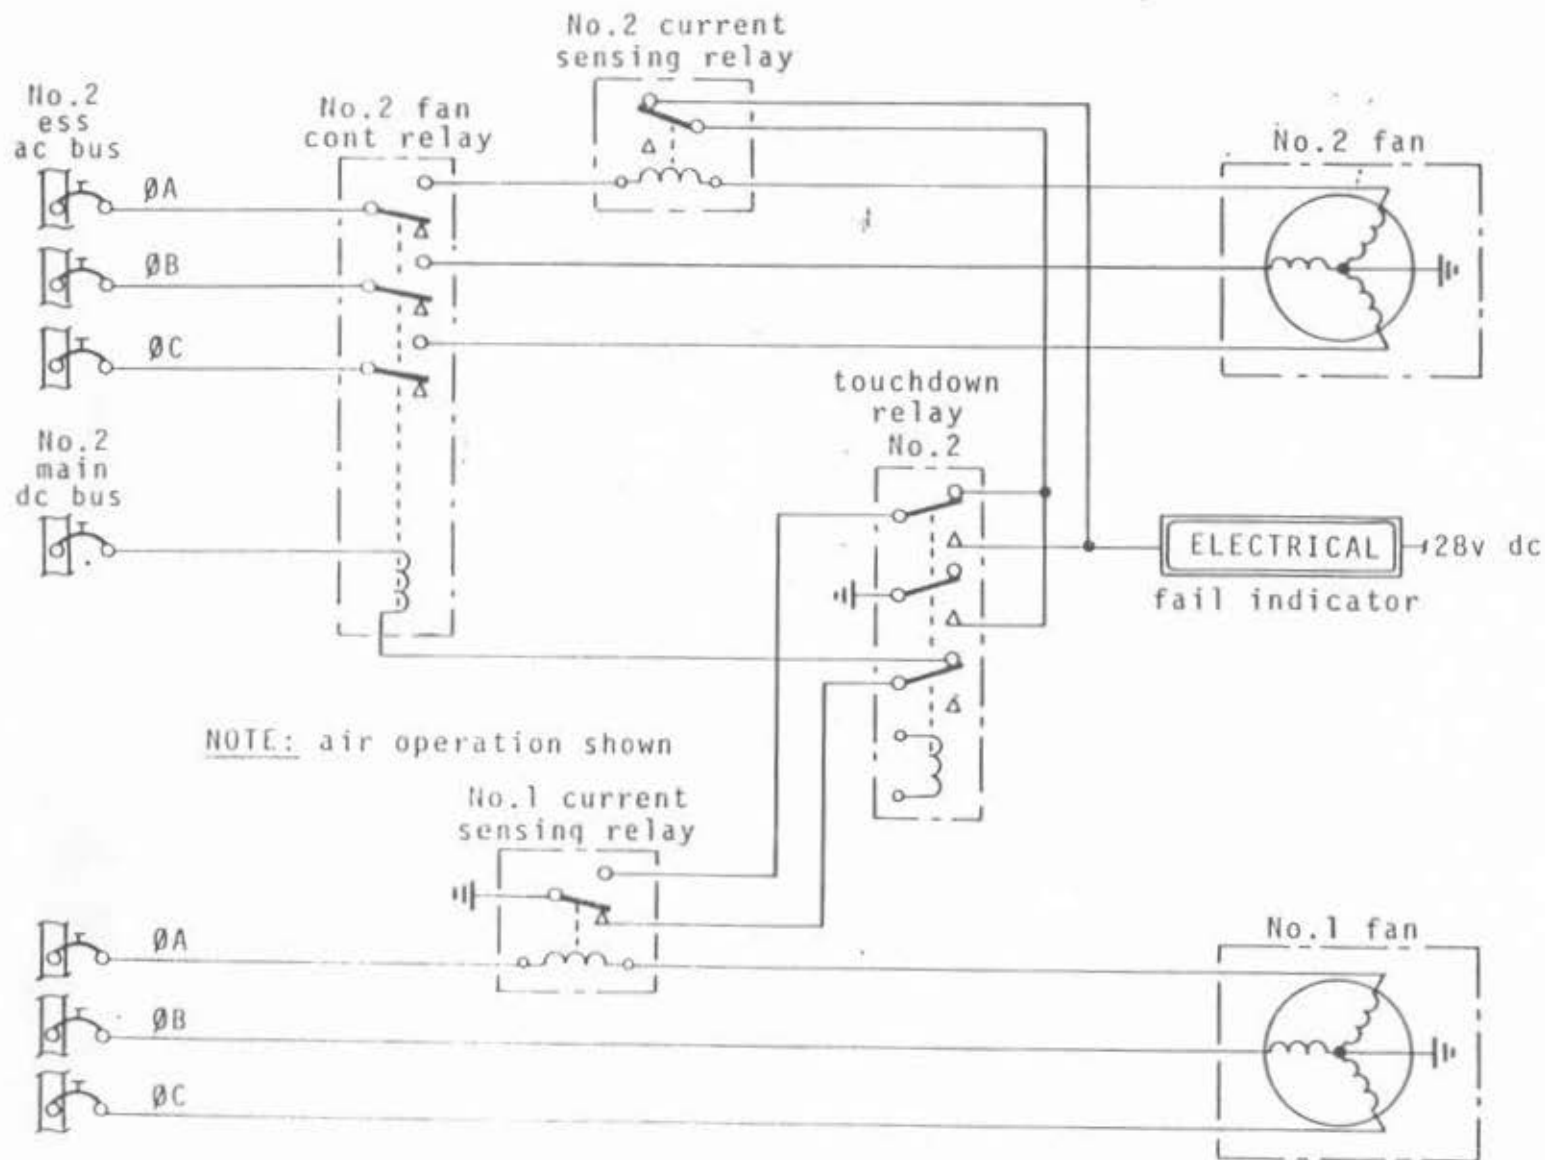 No.2 current
sensing relay
No.2
ess
ac bus
No.2 fan
cont relay
No.2 fan
ØA
ØB
ØC
touchdown
relay
No.2
No.2
main
dc bus
ELECTRICAL
28v dc
fail indicator
NOTE: air operation shown
No.1 current
sensing relay
No.1 fan
ØA
ØB
ØC